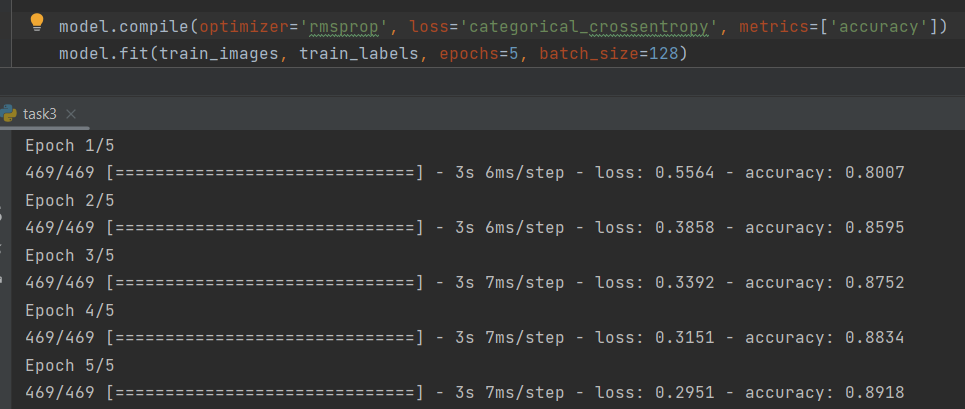 model.compile(optimizer='rmsprop', loss='categorical_crossentropy', metrics=['accuracy'])
model.fit(train_images, train_labels, epochs=5, batch_size=128)
task3
Epoch 1/5
469/469 [==============================] - 3s 6ms/step - loss: 0.5564 - accuracy: 0.8007
Epoch 2/5
469/469 [==============================] - 3s 6ms/step - loss: 0.3858 - accuracy: 0.8595
Epoch 3/5
469/469 [==============================] - 3s 7ms/step - loss: 0.3392 - accuracy: 0.8752
Epoch 4/5
469/469 [==============================] - 3s 7ms/step - loss: 0.3151 - accuracy: 0.8834
Epoch 5/5
469/469 [==============================] - 3s 7ms/step - loss: 0.2951 - accuracy: 0.8918